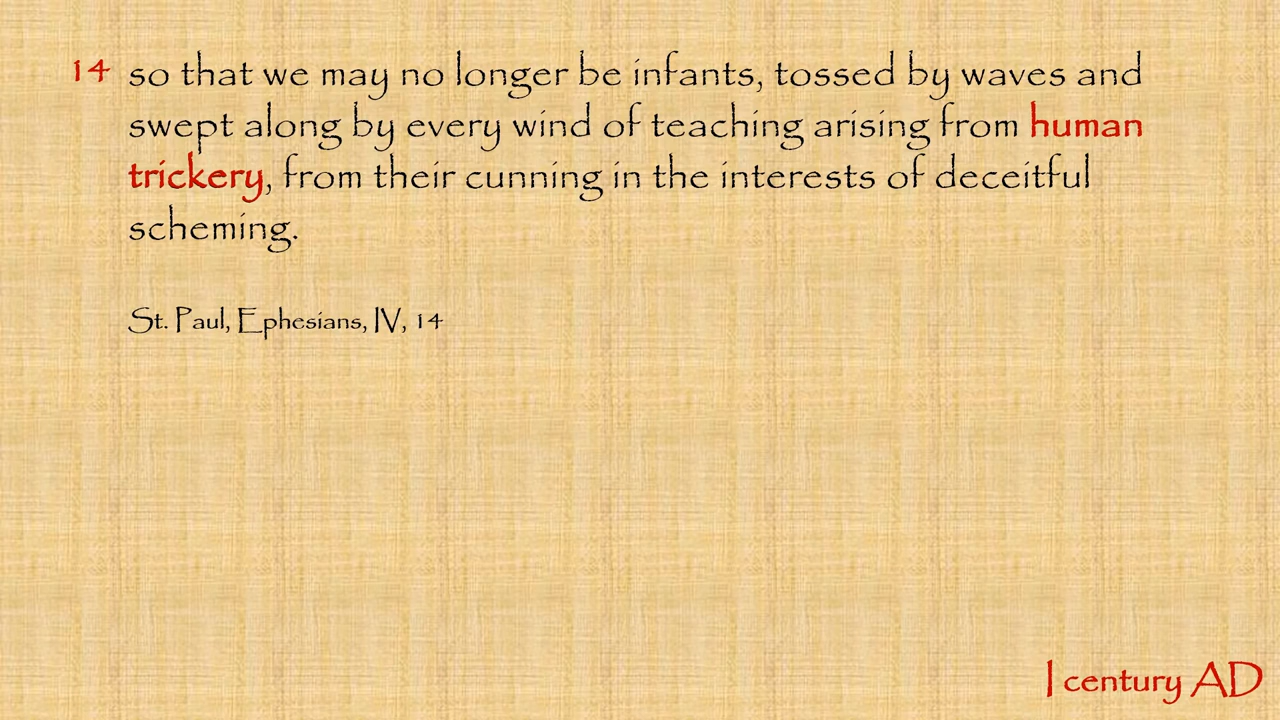 14 so that we may no longer be infants, tossed by waves and
swept along by every wind of teaching arising from human
trickery, from their cunning in the interests of deceitful
scheming.
St. Paul, Ephesians, IV, 14
I century AD